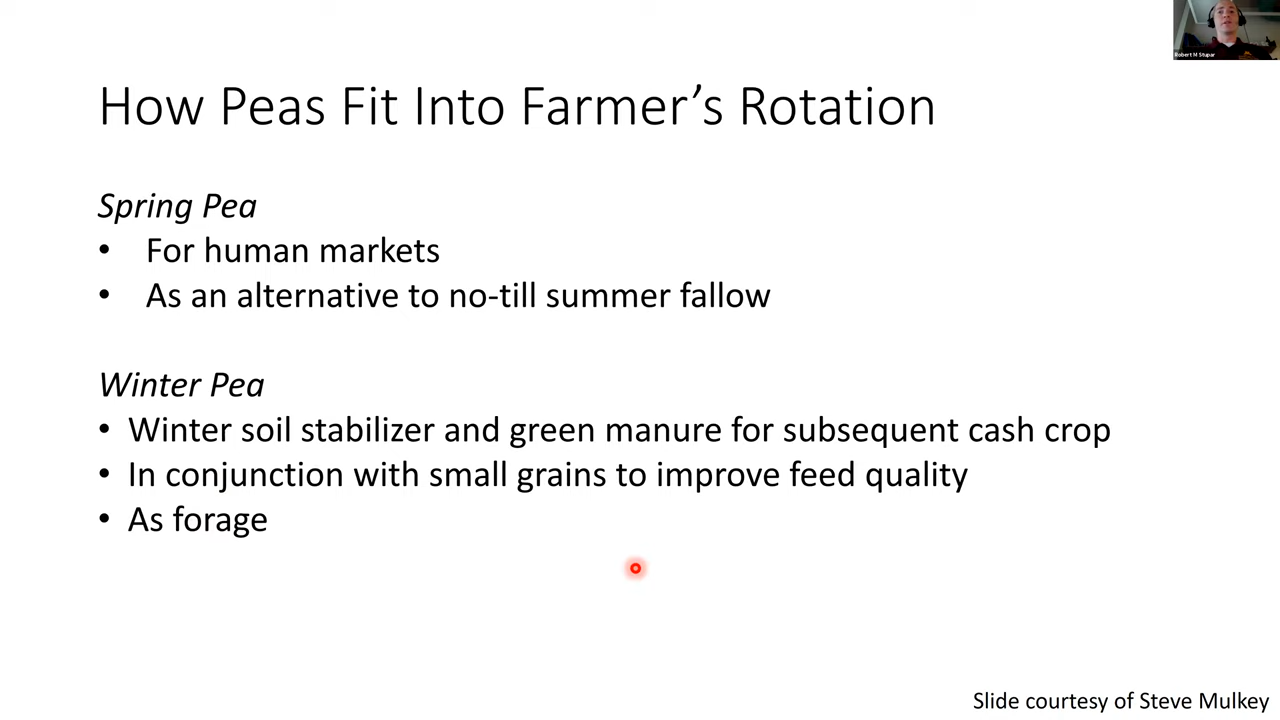 Robert M Stupar
How Peas Fit Into Farmer’s Rotation
Spring Pea
• For human markets
• As an alternative to no-till summer fallow
Winter Pea
• Winter soil stabilizer and green manure for subsequent cash crop
• In conjunction with small grains to improve feed quality
• As forage
Slide courtesy of Steve Mulkey